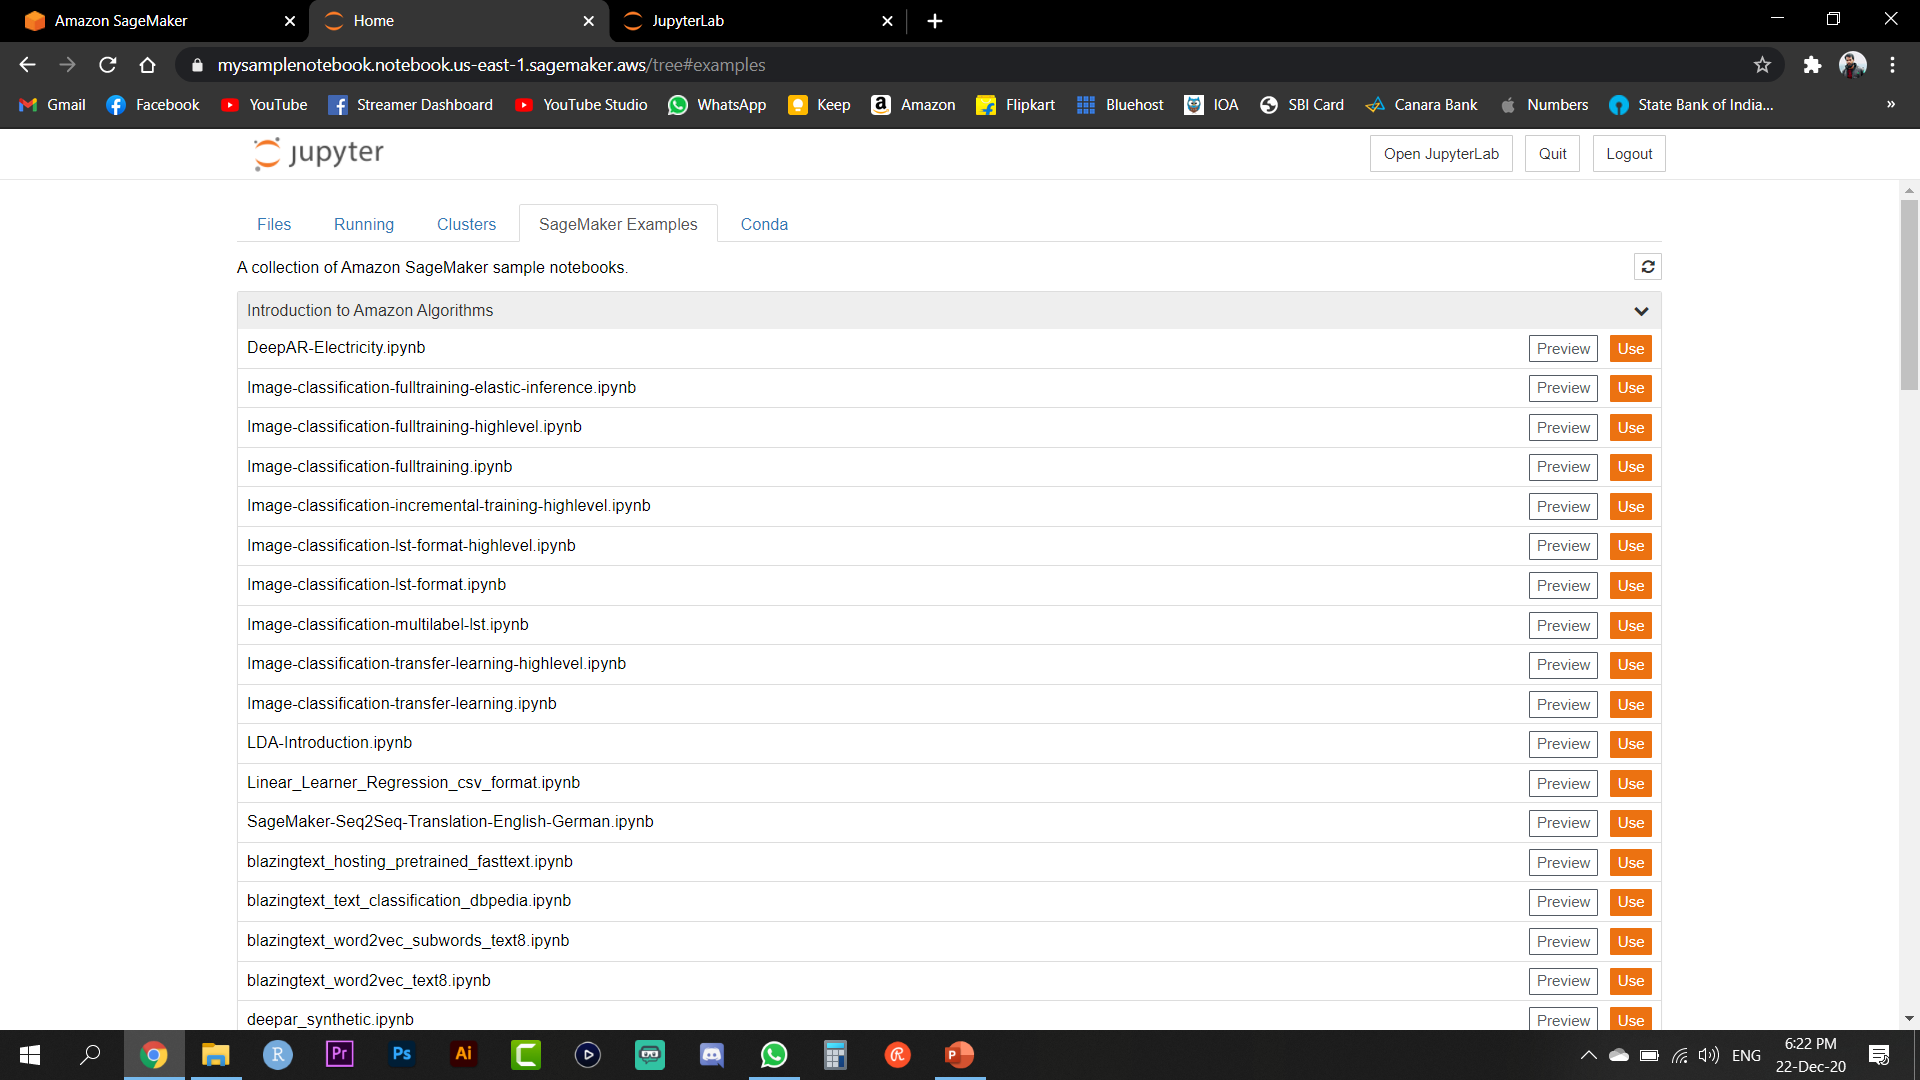 Amazon SageMaker
Home
JupyterLab
mysamplenotebook.notebook.us-east-1.sagemaker.aws/tree#examples
Gmail Facebook YouTube Streamer Dashboard YouTube Studio WhatsApp Keep Amazon Flipkart Bluehost IOA SBI Card Canara Bank Numbers State Bank of India... »
jupyter
Open JupyterLab Quit Logout
Files Running Clusters SageMaker Examples Conda
A collection of Amazon SageMaker sample notebooks.
Introduction to Amazon Algorithms
DeepAR-Electricity.ipynb Preview Use
Image-classification-fulltraining-elastic-inference.ipynb Preview Use
Image-classification-fulltraining-highlevel.ipynb Preview Use
Image-classification-fulltraining.ipynb Preview Use
Image-classification-incremental-training-highlevel.ipynb Preview Use
Image-classification-lst-format-highlevel.ipynb Preview Use
Image-classification-lst-format.ipynb Preview Use
Image-classification-multilabel-lst.ipynb Preview Use
Image-classification-transfer-learning-highlevel.ipynb Preview Use
Image-classification-transfer-learning.ipynb Preview Use
LDA-Introduction.ipynb Preview Use
Linear_Learner_Regression_csv_format.ipynb Preview Use
SageMaker-Seq2Seq-Translation-English-German.ipynb Preview Use
blazingtext_hosting_pretrained_fasttext.ipynb Preview Use
blazingtext_text_classification_dbpedia.ipynb Preview Use
blazingtext_word2vec_subwords_text8.ipynb Preview Use
blazingtext_word2vec_text8.ipynb Preview Use
deepar_synthetic.ipynb Preview Use
R Pr Ps Ai C R P ENG
6:22 PM
22-Dec-20